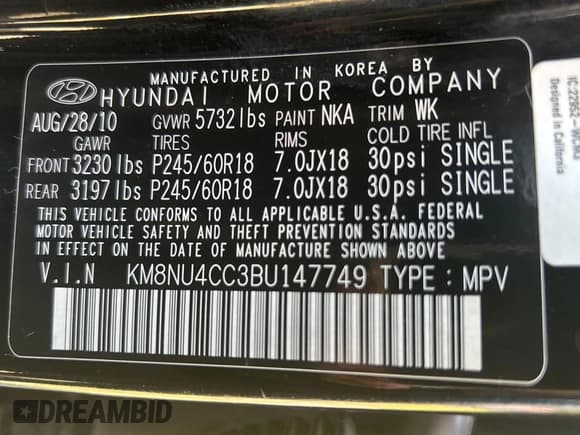 MANUFACTURED IN KOREA BY
HYUNDAI MOTOR COMPANY
AUG/28/10 GVWR 5732lbs PAINT NKA TRIM WK
GAWR TIRES RIMS COLD TIRE INFL
FRONT 3230lbs P245/60R18 7.0JX18 30psi SINGLE
REAR 3197lbs P245/60R18 7.0JX18 30psi SINGLE
THIS VEHICLE CONFORMS TO ALL APPLICABLE U.S.A. FEDERAL
MOTOR VEHICLE SAFETY AND THEFT PREVENTION STANDARDS
IN EFFECT ON THE DATE OF MANUFACTURE SHOWN ABOVE.
V.I.N KM8NU4CC3BU147749 TYPE : MPV
Designed in California
DREAMBID